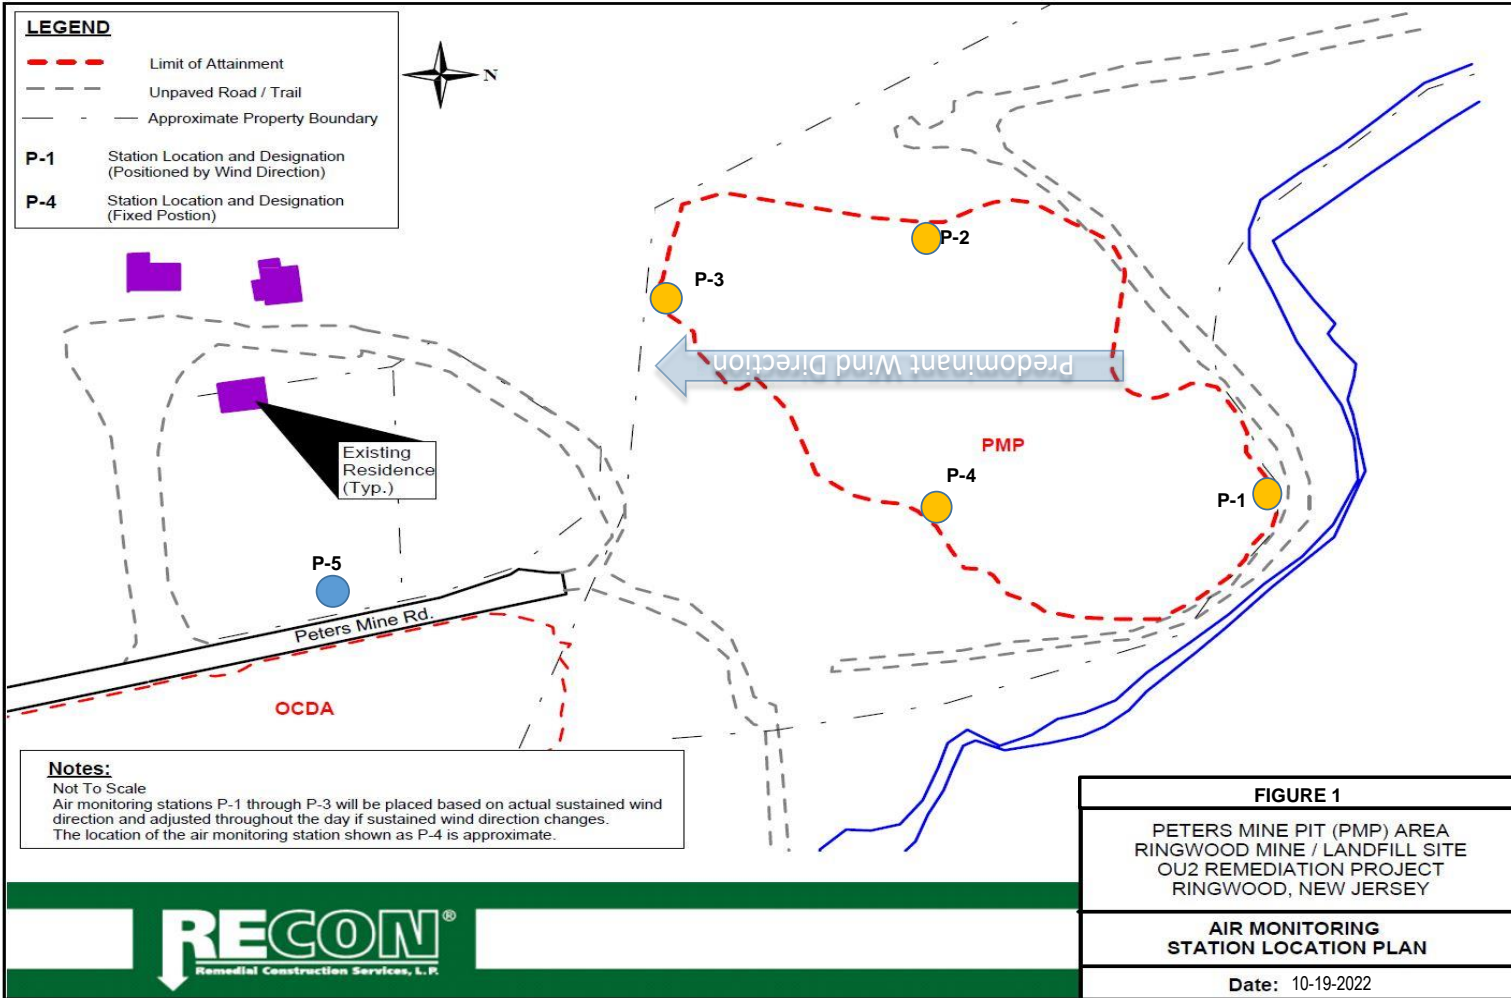 LEGEND
Limit of Attainment
Unpaved Road / Trail
Approximate Property Boundary
P-1 Station Location and Designation
(Positioned by Wind Direction)
P-4 Station Location and Designation
(Fixed Postion)
N
P-2
P-3
Predominant Wind Direction
PMP
P-4
P-1
Existing
Residence
(Typ.)
P-5
Peters Mine Rd.
OCDA
Notes:
Not To Scale
Air monitoring stations P-1 through P-3 will be placed based on actual sustained wind
direction and adjusted throughout the day if sustained wind direction changes.
The location of the air monitoring station shown as P-4 is approximate.
RECON®
Remedial Construction Services, L.P.
FIGURE 1
PETERS MINE PIT (PMP) AREA
RINGWOOD MINE / LANDFILL SITE
OU2 REMEDIATION PROJECT
RINGWOOD, NEW JERSEY
AIR MONITORING
STATION LOCATION PLAN
Date: 10-19-2022